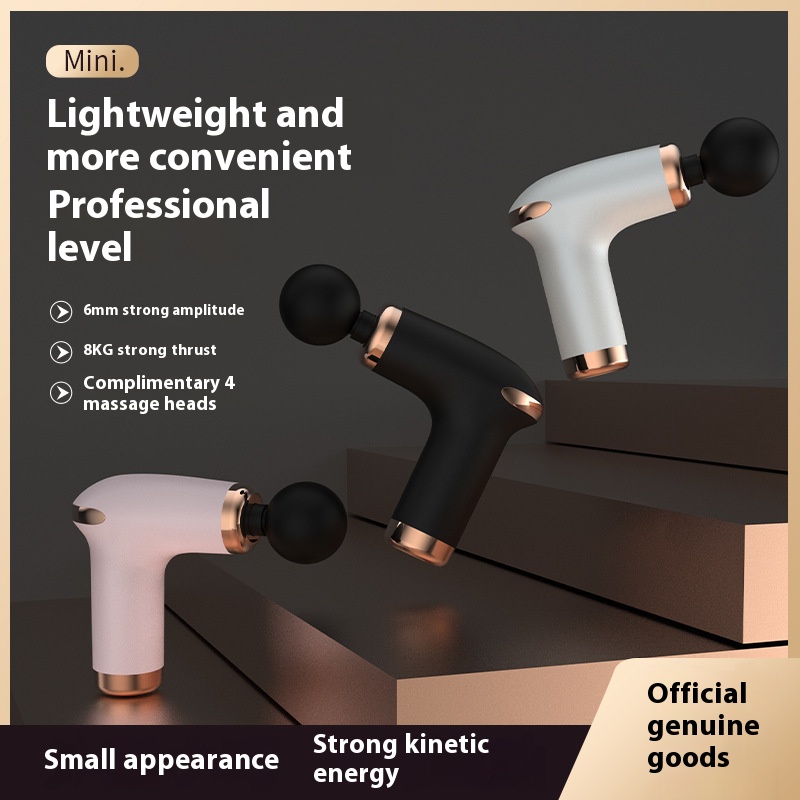 Mini.
Lightweight and
more convenient
Professional
level
6mm strong amplitude
8KG strong thrust
Complimentary 4
massage heads
Small appearance
Strong kinetic
energy
Official
genuine
goods